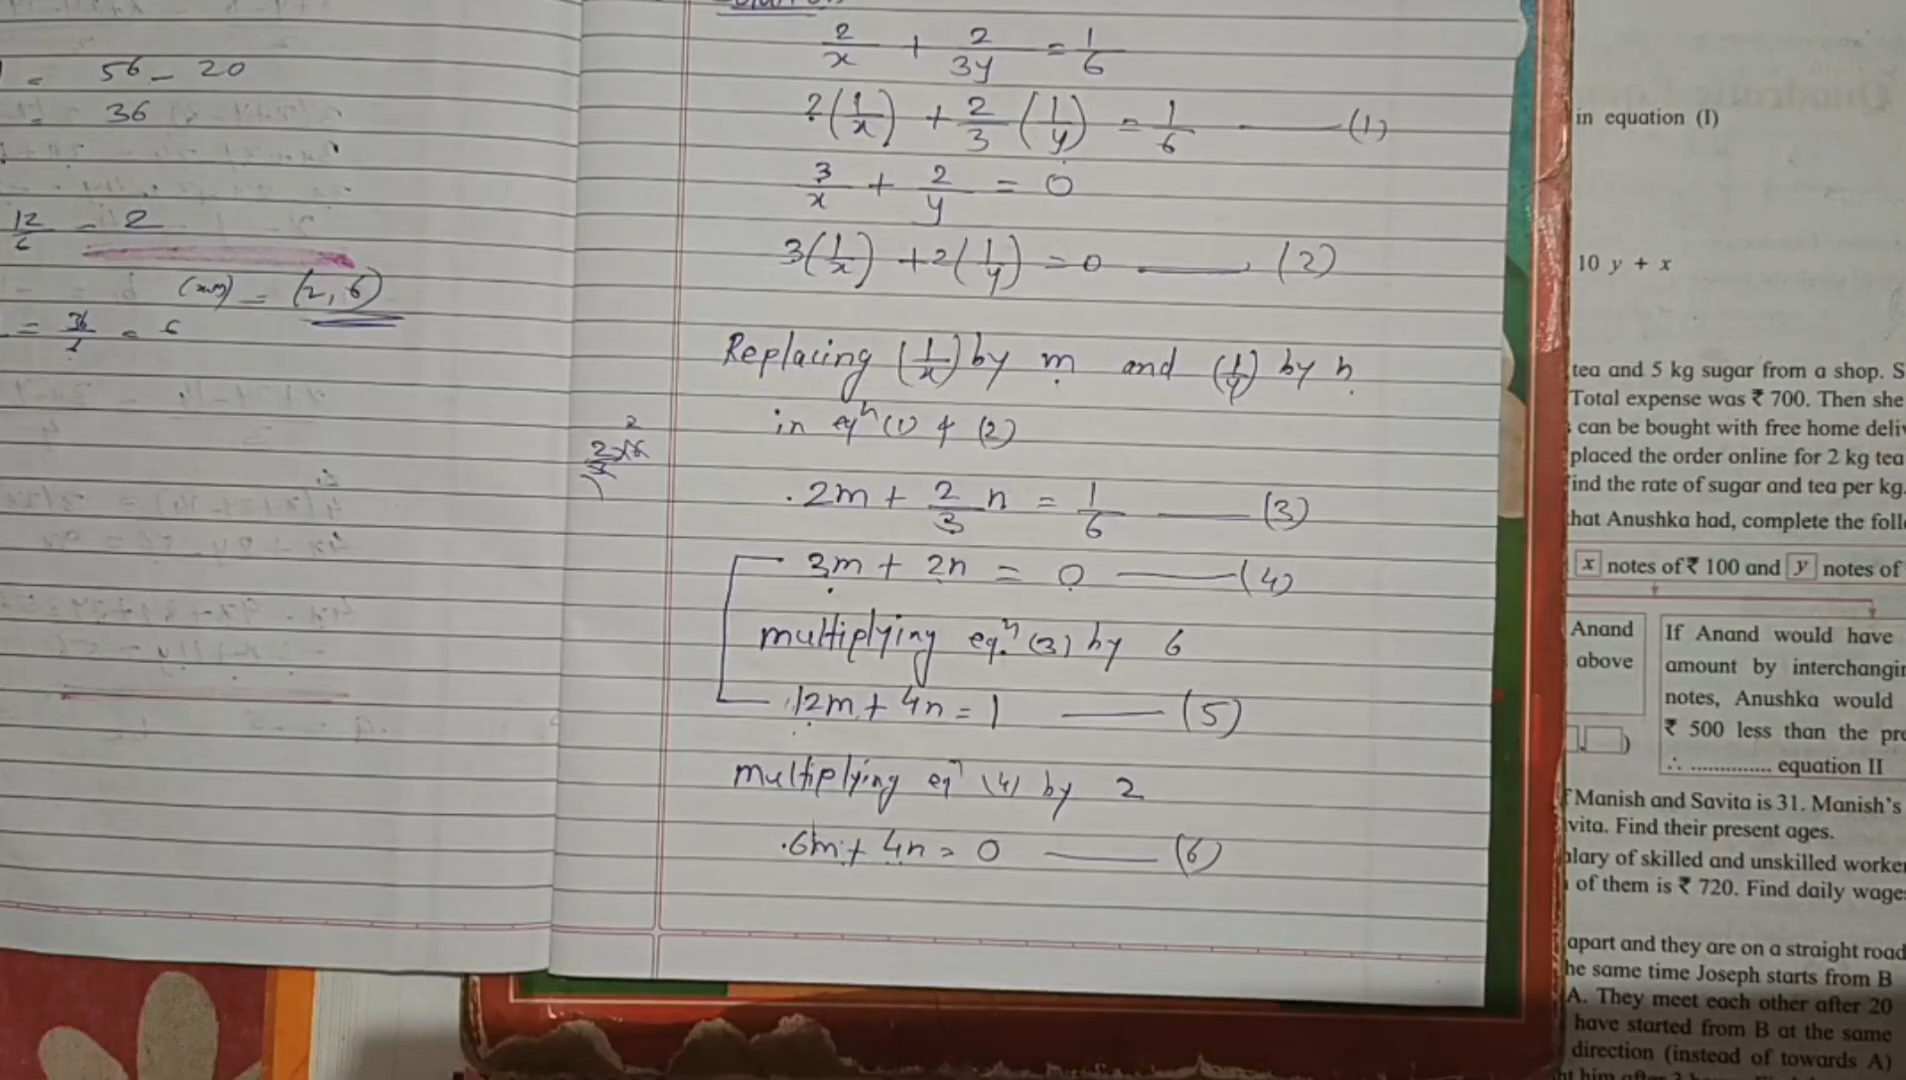 = 56 - 20
36
12/6 - 2
= (2, 6)
= 36/6 = 6
2/x + 2/3y = 1/6
2(1/x) + 2/3 (1/y) = 1/6 —— (1)
3/x + 2/y = 0
3(1/x) + 2(1/y) = 0 —— (2)
Replacing (1/x) by m and (1/y) by n
in eqⁿ (1) & (2)
2m + 2/3 n = 1/6 —— (3)
3m + 2n = 0 —— (4)
multiplying eq.ⁿ (3) by 6
12m + 4n = 1 —— (5)
multiplying eqⁿ (4) by 2
6m + 4n = 0 —— (6)
in equation (I)
10 y + x
tea and 5 kg sugar from a shop. S
Total expense was ₹ 700. Then she
can be bought with free home deliv
placed the order online for 2 kg tea
ind the rate of sugar and tea per kg.
hat Anushka had, complete the foll
x notes of ₹ 100 and y notes of
Anand
above
If Anand would have
amount by interchangin
notes, Anushka would
₹ 500 less than the pre
∴ .............. equation II
Manish and Savita is 31. Manish's
vita. Find their present ages.
alary of skilled and unskilled worke
of them is ₹ 720. Find daily wage
apart and they are on a straight road
he same time Joseph starts from B
A. They meet each other after 20
have started from B at the same
direction (instead of towards A)